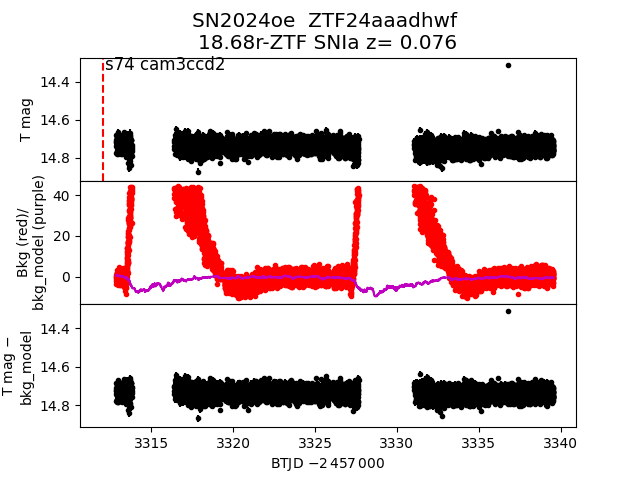 SN2024oe  ZTF24aaadhwf
18.68r-ZTF SNIa z= 0.076
s74 cam3ccd2
T mag
14.4
14.6
14.8
Bkg (red)/
bkg_model (purple)
40
20
0
T mag −
bkg_model
14.4
14.6
14.8
3315
3320
3325
3330
3335
3340
BTJD −2 457 000